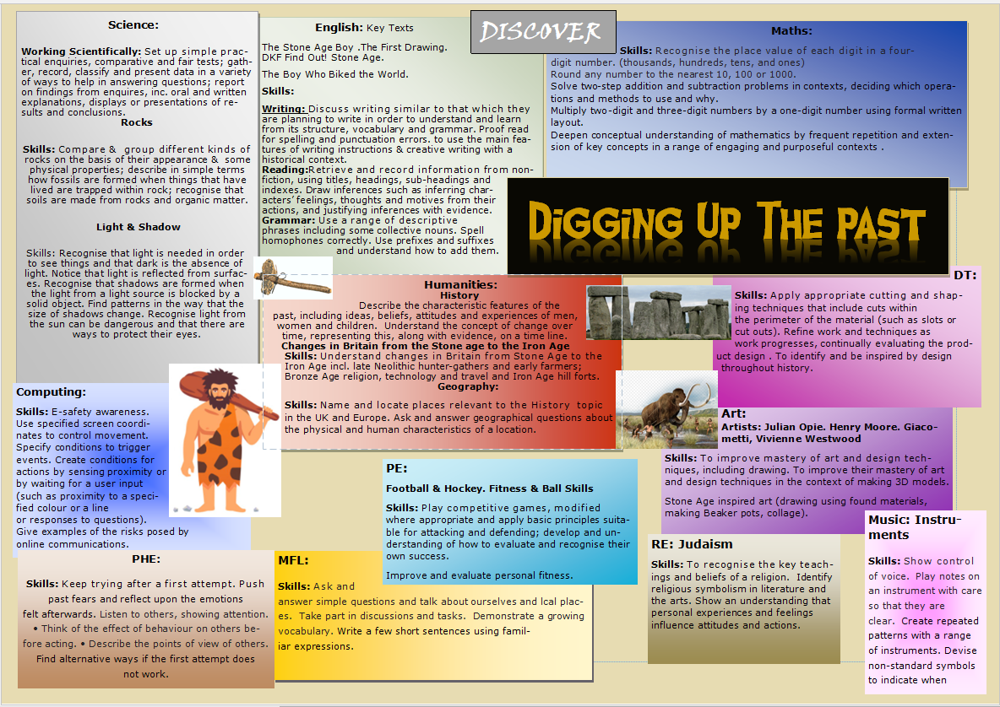 Science:
Working Scientifically: Set up simple prac-
tical enquiries, comparative and fair tests; gath-
er, record, classify and present data in a variety
of ways to help in answering questions; report
on findings from enquires, inc. oral and written
explanations, displays or presentations of re-
sults and conclusions.
Rocks
Skills: Compare & group different kinds of
rocks on the basis of their appearance & some
physical properties; describe in simple terms
how fossils are formed when things that have
lived are trapped within rock; recognise that
soils are made from rocks and organic matter.
Light & Shadow
Skills: Recognise that light is needed in order
to see things and that dark is the absence of
light. Notice that light is reflected from surfac-
es. Recognise that shadows are formed when
the light from a light source is blocked by a
solid object. Find patterns in the way that the
size of shadows change. Recognise light from
the sun can be dangerous and that there are
ways to protect their eyes.
English: Key Texts
The Stone Age Boy .The First Drawing.
DKF Find Out! Stone Age.
The Boy Who Biked the World.
Skills:
Writing: Discuss writing similar to that which they
are planning to write in order to understand and learn
from its structure, vocabulary and grammar. Proof read
for spelling and punctuation errors. to use the main fea-
tures of writing instructions & creative writing with a
historical context.
Reading:Retrieve and record information from non-
fiction, using titles, headings, sub-headings and
indexes. Draw inferences such as inferring char-
acters' feelings, thoughts and motives from their
actions, and justifying inferences with evidence.
Grammar: Use a range of descriptive
phrases including some collective nouns. Spell
homophones correctly. Use prefixes and suffixes
and understand how to add them.
DISCOVER
Maths:
Skills: Recognise the place value of each digit in a four-
digit number. (thousands, hundreds, tens, and ones)
Round any number to the nearest 10, 100 or 1000.
Solve two-step addition and subtraction problems in contexts, deciding which opera-
tions and methods to use and why.
Multiply two-digit and three-digit numbers by a one-digit number using formal written
layout.
Deepen conceptual understanding of mathematics by frequent repetition and exten-
sion of key concepts in a range of engaging and purposeful contexts .
DIGGING UP THE PAST
Humanities:
History
Describe the characteristic features of the
past, including ideas, beliefs, attitudes and experiences of men,
women and children. Understand the concept of change over
time, representing this, along with evidence, on a time line.
Changes in Britain from the Stone age to the Iron Age
Skills: Understand changes in Britain from Stone Age to the
Iron Age incl. late Neolithic hunter-gathers and early farmers;
Bronze Age religion, technology and travel and Iron Age hill forts.
Geography:
Skills: Name and locate places relevant to the History topic
in the UK and Europe. Ask and answer geographical questions about
the physical and human characteristics of a location.
DT:
Skills: Apply appropriate cutting and shap-
ing techniques that include cuts within
the perimeter of the material (such as slots or
cut outs). Refine work and techniques as
work progresses, continually evaluating the prod-
uct design . To identify and be inspired by design
throughout history.
Computing:
Skills: E-safety awareness.
Use specified screen coordi-
nates to control movement.
Specify conditions to trigger
events. Create conditions for
actions by sensing proximity or
by waiting for a user input
(such as proximity to a speci-
fied colour or a line
or responses to questions).
Give examples of the risks posed by
online communications.
Art:
Artists: Julian Opie. Henry Moore. Giaco-
metti, Vivienne Westwood
Skills: To improve mastery of art and design tech-
niques, including drawing. To improve their mastery of art
and design techniques in the context of making 3D models.
Stone Age inspired art (drawing using found materials,
making Beaker pots, collage).
PE:
Football & Hockey. Fitness & Ball Skills
Skills: Play competitive games, modified
where appropriate and apply basic principles suita-
ble for attacking and defending; develop and un-
derstanding of how to evaluate and recognise their
own success.
Improve and evaluate personal fitness.
Music: Instru-
ments
Skills: Show control
of voice. Play notes on
an instrument with care
so that they are
clear. Create repeated
patterns with a range
of instruments. Devise
non-standard symbols
to indicate when
RE: Judaism
Skills: To recognise the key teach-
ings and beliefs of a religion. Identify
religious symbolism in literature and
the arts. Show an understanding that
personal experiences and feelings
influence attitudes and actions.
PHE:
Skills: Keep trying after a first attempt. Push
past fears and reflect upon the emotions
felt afterwards. Listen to others, showing attention.
• Think of the effect of behaviour on others be-
fore acting. • Describe the points of view of others.
Find alternative ways if the first attempt does
not work.
MFL:
Skills: Ask and
answer simple questions and talk about ourselves and lcal plac-
es. Take part in discussions and tasks. Demonstrate a growing
vocabulary. Write a few short sentences using famil-
iar expressions.